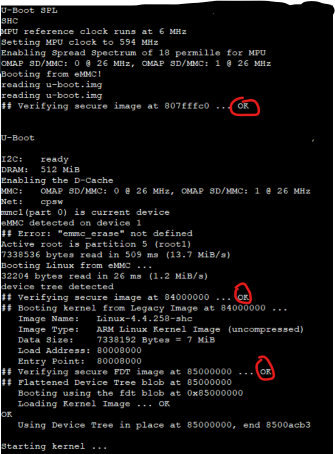 U-Boot SPL
SHC
MPU reference clock runs at 6 MHz
Setting MPU clock to 594 MHz
Enabling Spread Spectrum of 18 permille for MPU
OMAP SD/MMC: 0 @ 26 MHz, OMAP SD/MMC: 1 @ 26 MHz
Booting from eMMC!
reading u-boot.img
reading u-boot.img
## Verifying secure image at 807fffc0 ... OK
U-Boot
I2C:   ready
DRAM:  512 MiB
Enabling the D-Cache
MMC:   OMAP SD/MMC: 0 @ 26 MHz, OMAP SD/MMC: 1 @ 26 MHz
Net:   cpsw
mmc1(part 0) is current device
eMMC detected on device 1
## Error: "emmc_erase" not defined
Active root is partition 5 (root1)
7338536 bytes read in 509 ms (13.7 MiB/s)
Booting Linux from eMMC ...
32204 bytes read in 26 ms (1.2 MiB/s)
device tree detected
## Verifying secure image at 84000000 ... OK
## Booting kernel from Legacy Image at 84000000 ...
   Image Name:   Linux-4.4.258-shc
   Image Type:   ARM Linux Kernel Image (uncompressed)
   Data Size:    7338192 Bytes = 7 MiB
   Load Address: 80008000
   Entry Point:  80008000
## Verifying secure FDT image at 85000000 ... OK
## Flattened Device Tree blob at 85000000
   Booting using the fdt blob at 0x85000000
   Loading Kernel Image ... OK
OK
   Using Device Tree in place at 85000000, end 8500acb3
Starting kernel ...